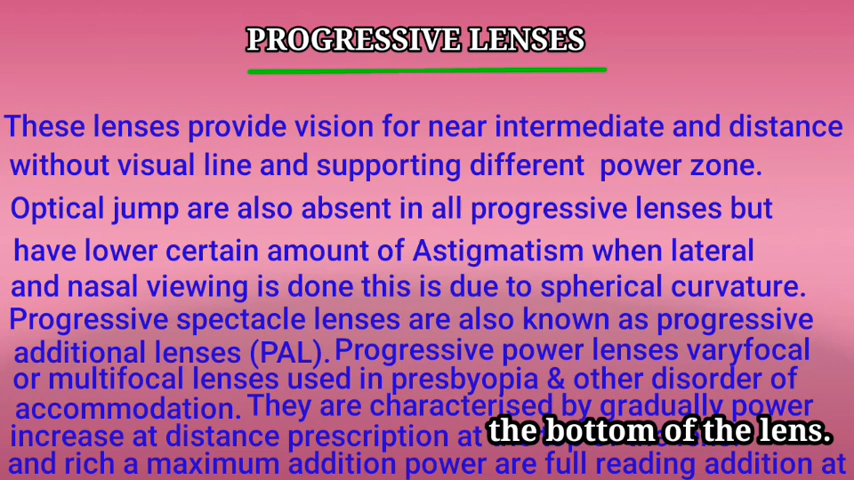 PROGRESSIVE LENSES
These lenses provide vision for near intermediate and distance
without visual line and supporting different power zone.
Optical jump are also absent in all progressive lenses but
have lower certain amount of Astigmatism when lateral
and nasal viewing is done this is due to spherical curvature.
Progressive spectacle lenses are also known as progressive
additional lenses (PAL). Progressive power lenses varyfocal
or multifocal lenses used in presbyopia & other disorder of
accommodation. They are characterised by gradually power
increase at distance prescription at
the bottom of the lens.
and rich a maximum addition power are full reading addition at